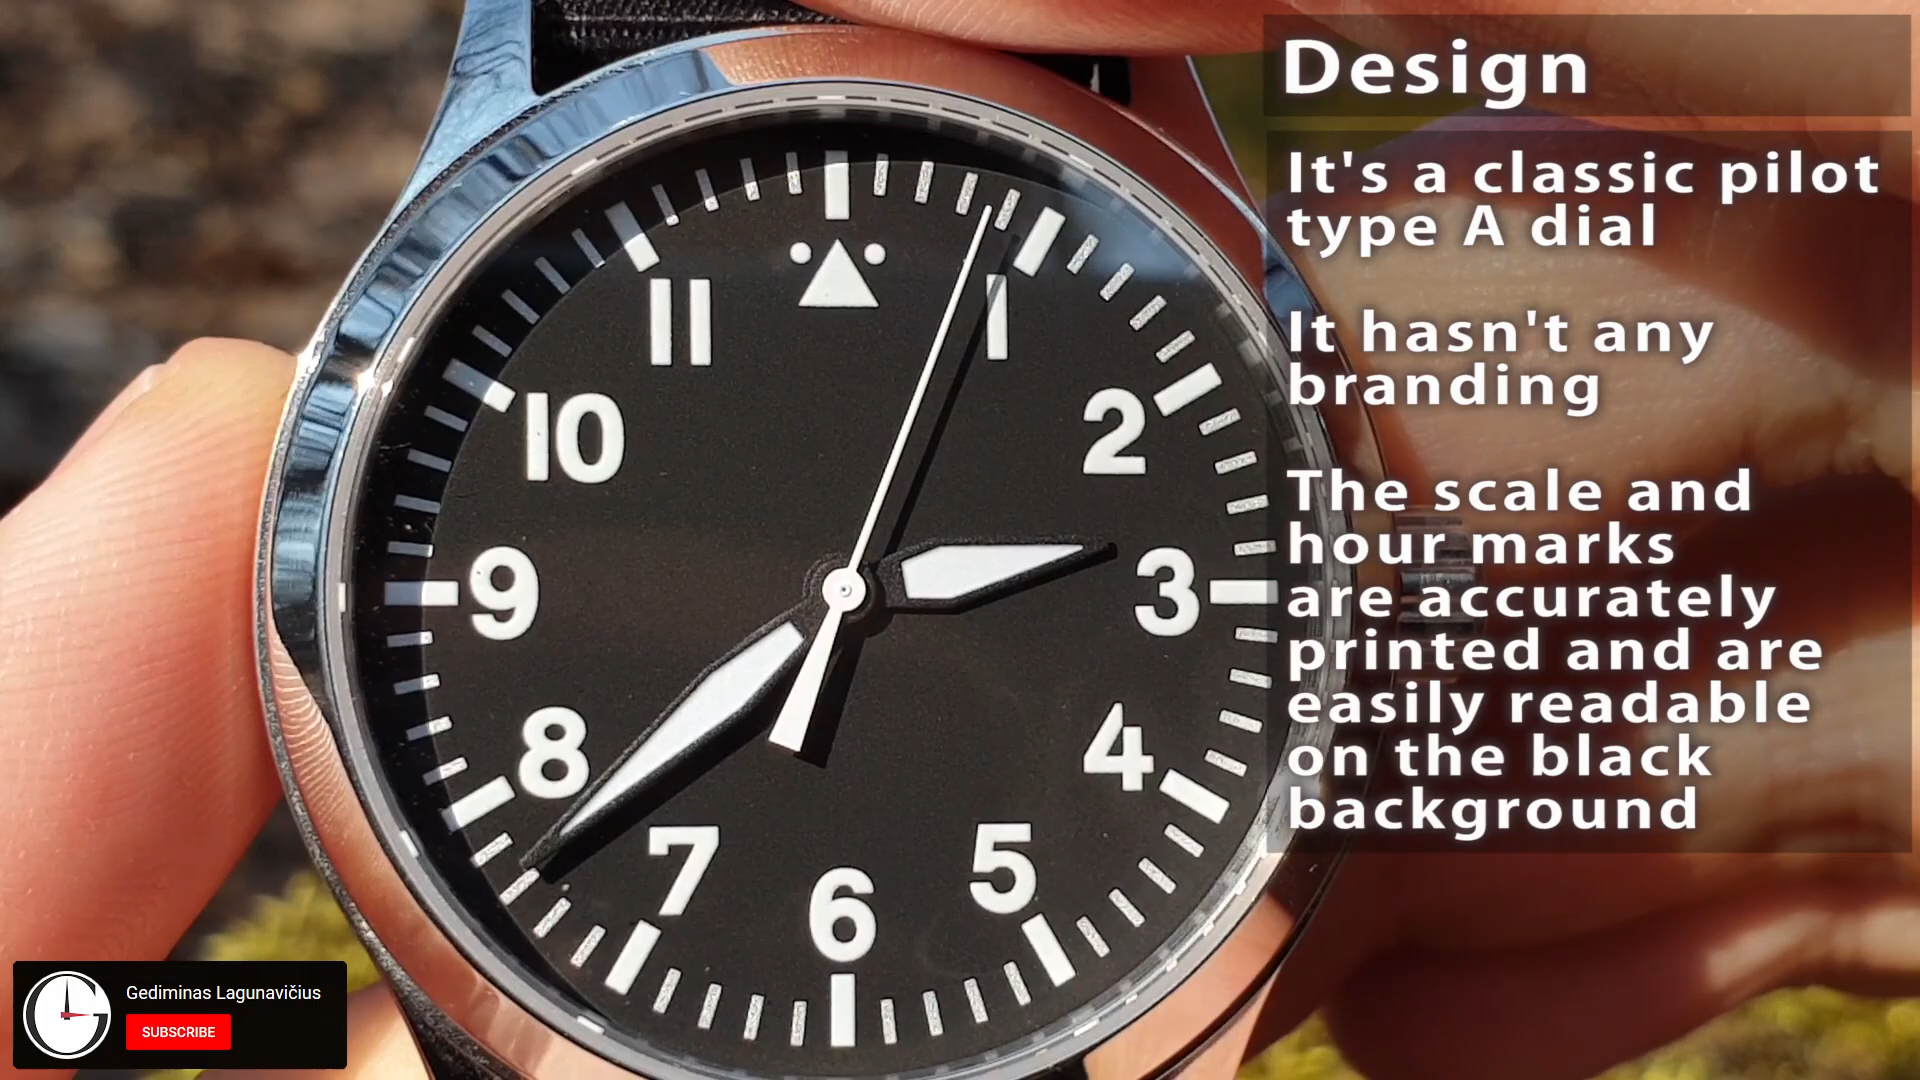 Design
It's a classic pilot
type A dial
It hasn't any
branding
The scale and
hour marks
are accurately
printed and are
easily readable
on the black
background
11
1
10
2
9
3
8
4
7
5
6
Gediminas Lagunavičius
SUBSCRIBE